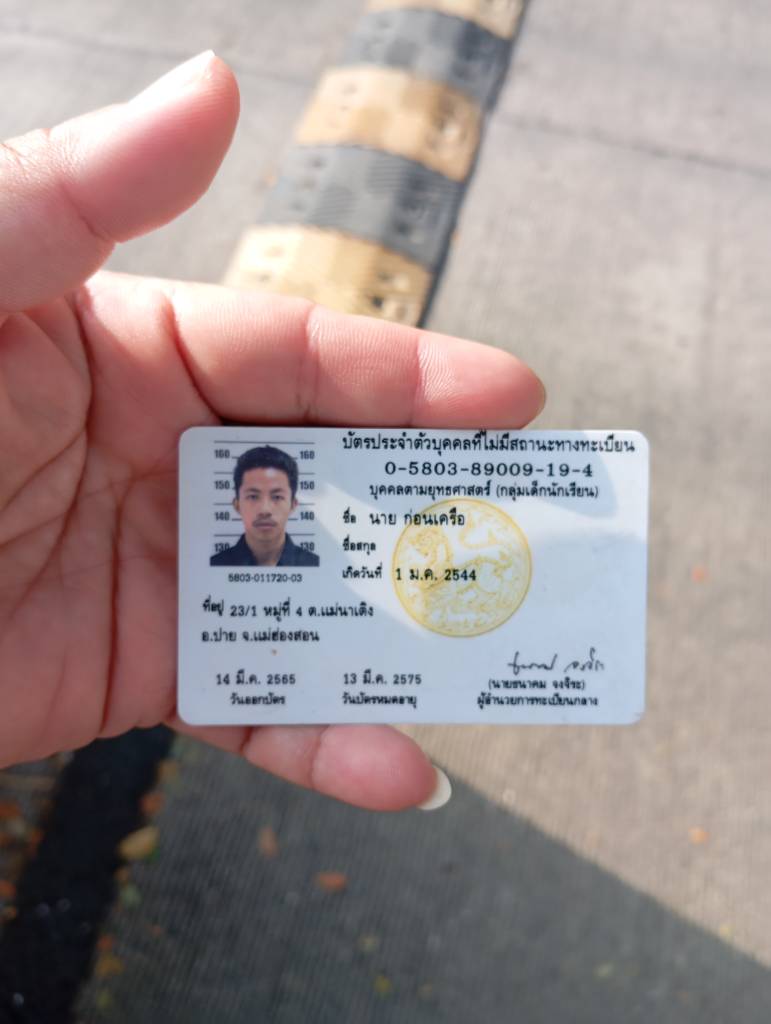 บัตรประจำตัวบุคคลที่ไม่มีสถานะทางทะเบียน
0-5803-89009-19-4
บุคคลตามยุทธศาสตร์ (กลุ่มเด็กนักเรียน)
160 160
150 150
140 140
130 130
5803-011720-03
ชื่อ นาย ก่อนเครือ
ชื่อสกุล
เกิดวันที่ 1 ม.ค. 2544
ที่อยู่ 23/1 หมู่ที่ 4 ต.แม่นาเติง
อ.ปาย จ.แม่ฮ่องสอน
14 มี.ค. 2565
วันออกบัตร
13 มี.ค. 2575
วันบัตรหมดอายุ
(นายธนาคม จงจิระ)
ผู้อำนวยการทะเบียนกลาง